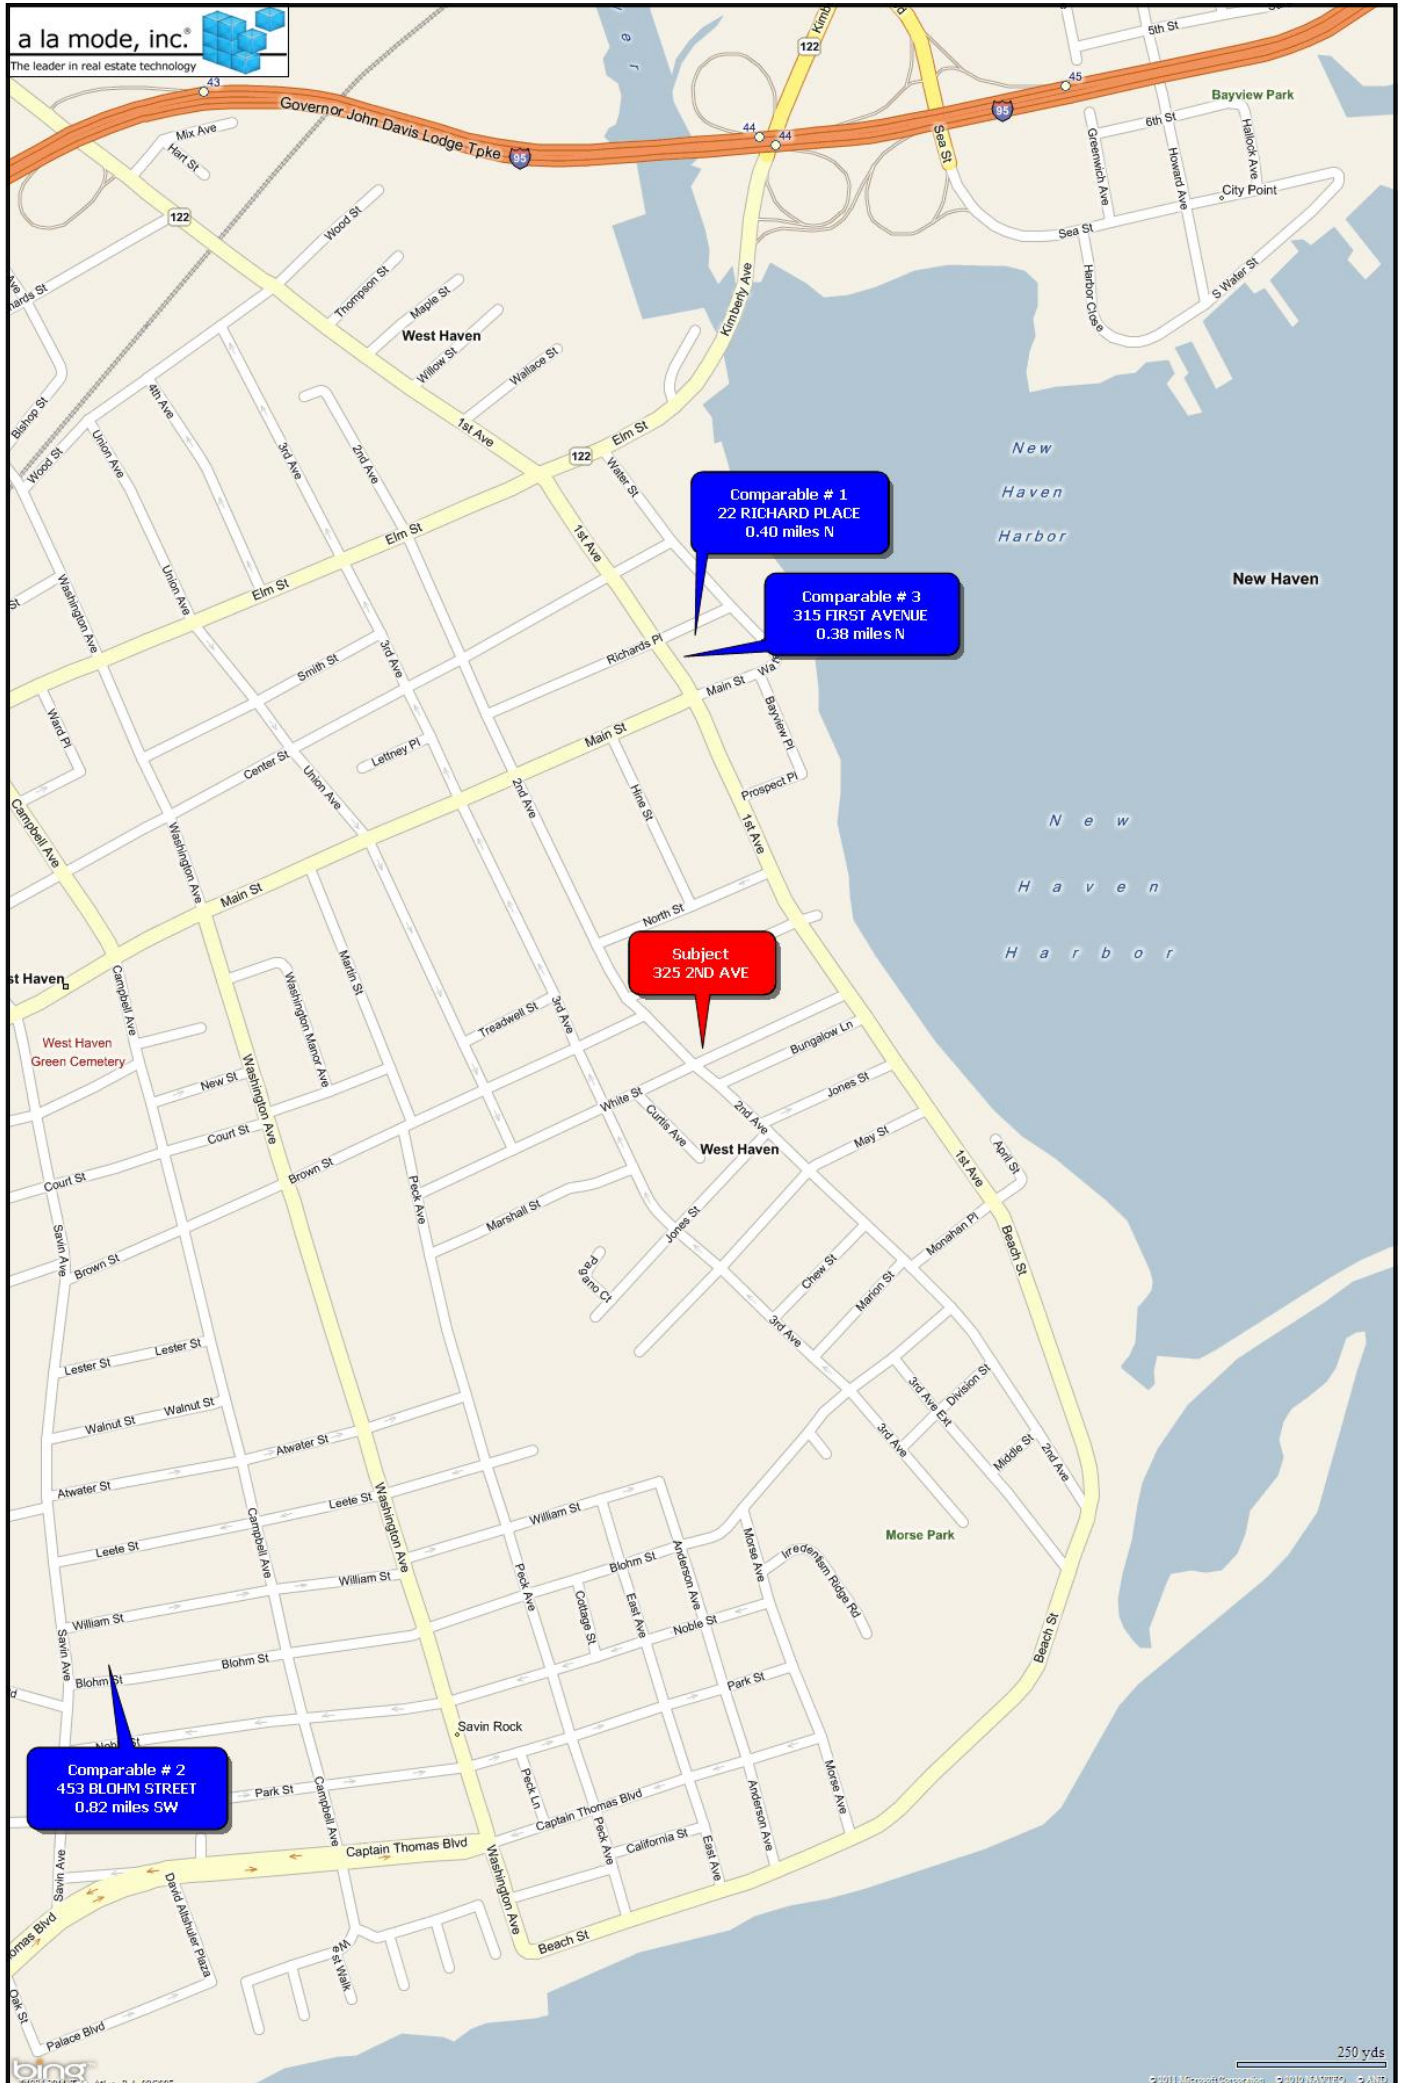 a la mode, inc.®
The leader in real estate technology
43
Mix Ave
Hart St
Governor John Davis Lodge Tpke
95
122
44
44
Sea St
95
45
5th St
Bayview Park
6th St
Hallock Ave
Greenwich Ave
Howard Ave
City Point
Sea St
Harbor Close
S Water St
122
Wood St
Thompson St
Maple St
West Haven
Willow St
Wallace St
Kimberly Ave
Bishop St
Wood St
Union Ave
4th Ave
3rd Ave
2nd Ave
1st Ave
122
Elm St
Water St
New
Haven
Harbor
New Haven
Comparable # 1
22 RICHARD PLACE
0.40 miles N
Comparable # 3
315 FIRST AVENUE
0.38 miles N
Elm St
1st Ave
Elm St
Washington Ave
Union Ave
Smith St
3rd Ave
Richards Pl
Main St
Bayview Pl
Prospect Pl
Ward Pl
Center St
Lettney Pl
Main St
Union Ave
2nd Ave
Hine St
1st Ave
Campbell Ave
Washington Ave
Main St
New
Haven
Harbor
North St
Subject
325 2ND AVE
st Haven
West Haven
Green Cemetery
Campbell Ave
Washington Manor Ave
Martin St
Treadwell St
3rd Ave
Bungalow Ln
Jones St
New St
Washington Ave
White St
Curtis Ave
2nd Ave
May St
West Haven
Court St
Court St
Brown St
Peck Ave
Marshall St
Jones St
1st Ave
April St
Savin Ave
Brown St
Pagano Ct
Monahan Pl
Beach St
Chew St
Marion St
3rd Ave
Lester St
Lester St
Walnut St
Walnut St
Atwater St
Atwater St
3rd Ave Ext
Division St
3rd Ave
Middle St
2nd Ave
Leete St
Leete St
Campbell Ave
Washington Ave
William St
Morse Park
Blohm St
Morse Ave
Irredentism Ridge Rd
Anderson Ave
William St
William St
Peck Ave
Cottage St
East Ave
Noble St
Savin Ave
Blohm St
Blohm St
Beach St
Park St
Savin Rock
Comparable # 2
453 BLOHM STREET
0.82 miles SW
Park St
Campbell Ave
Peck Ln
Captain Thomas Blvd
Peck Ave
California St
East Ave
Anderson Ave
Morse Ave
Captain Thomas Blvd
Savin Ave
David Altshuler Plaza
Washington Ave
Beach St
West Walk
omas Blvd
Oak St
Palace Blvd
bing
250 yds